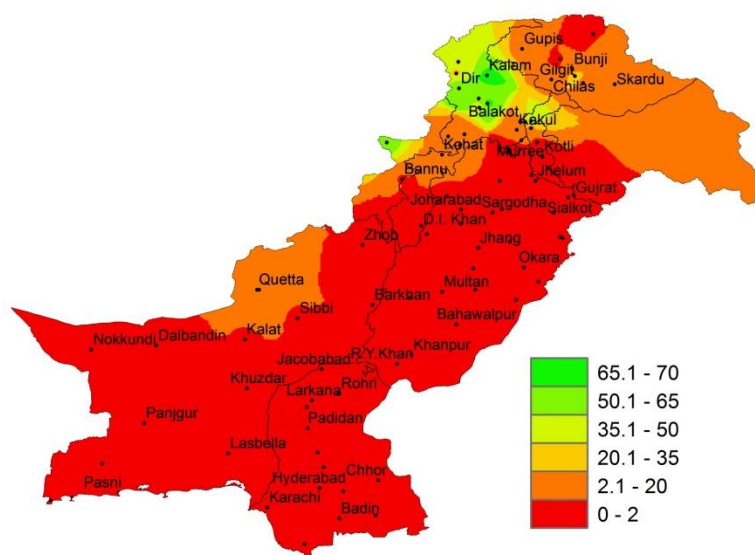 Gupis
Kalam
Bunji
Gilgit
Dir
Chilas
Skardu
Balakot
Kakul
Kohat
Murree
Kotli
Bannu
Jhelum
Gujrat
Joharabad
Sargodha
Sialkot
D.I. Khan
Zhob
Jhang
Okara
Quetta
Multan
Barkhan
Sibbi
Bahawalpur
Nokkundi
Dalbandin
Kalat
Jacobabad
R.Y.Khan
Khanpur
Khuzdar
Rohri
Larkana
Panjgur
Padidan
Lasbella
Pasni
Hyderabad
Chhor
Karachi
Badin
65.1 - 70
50.1 - 65
35.1 - 50
20.1 - 35
2.1 - 20
0 - 2